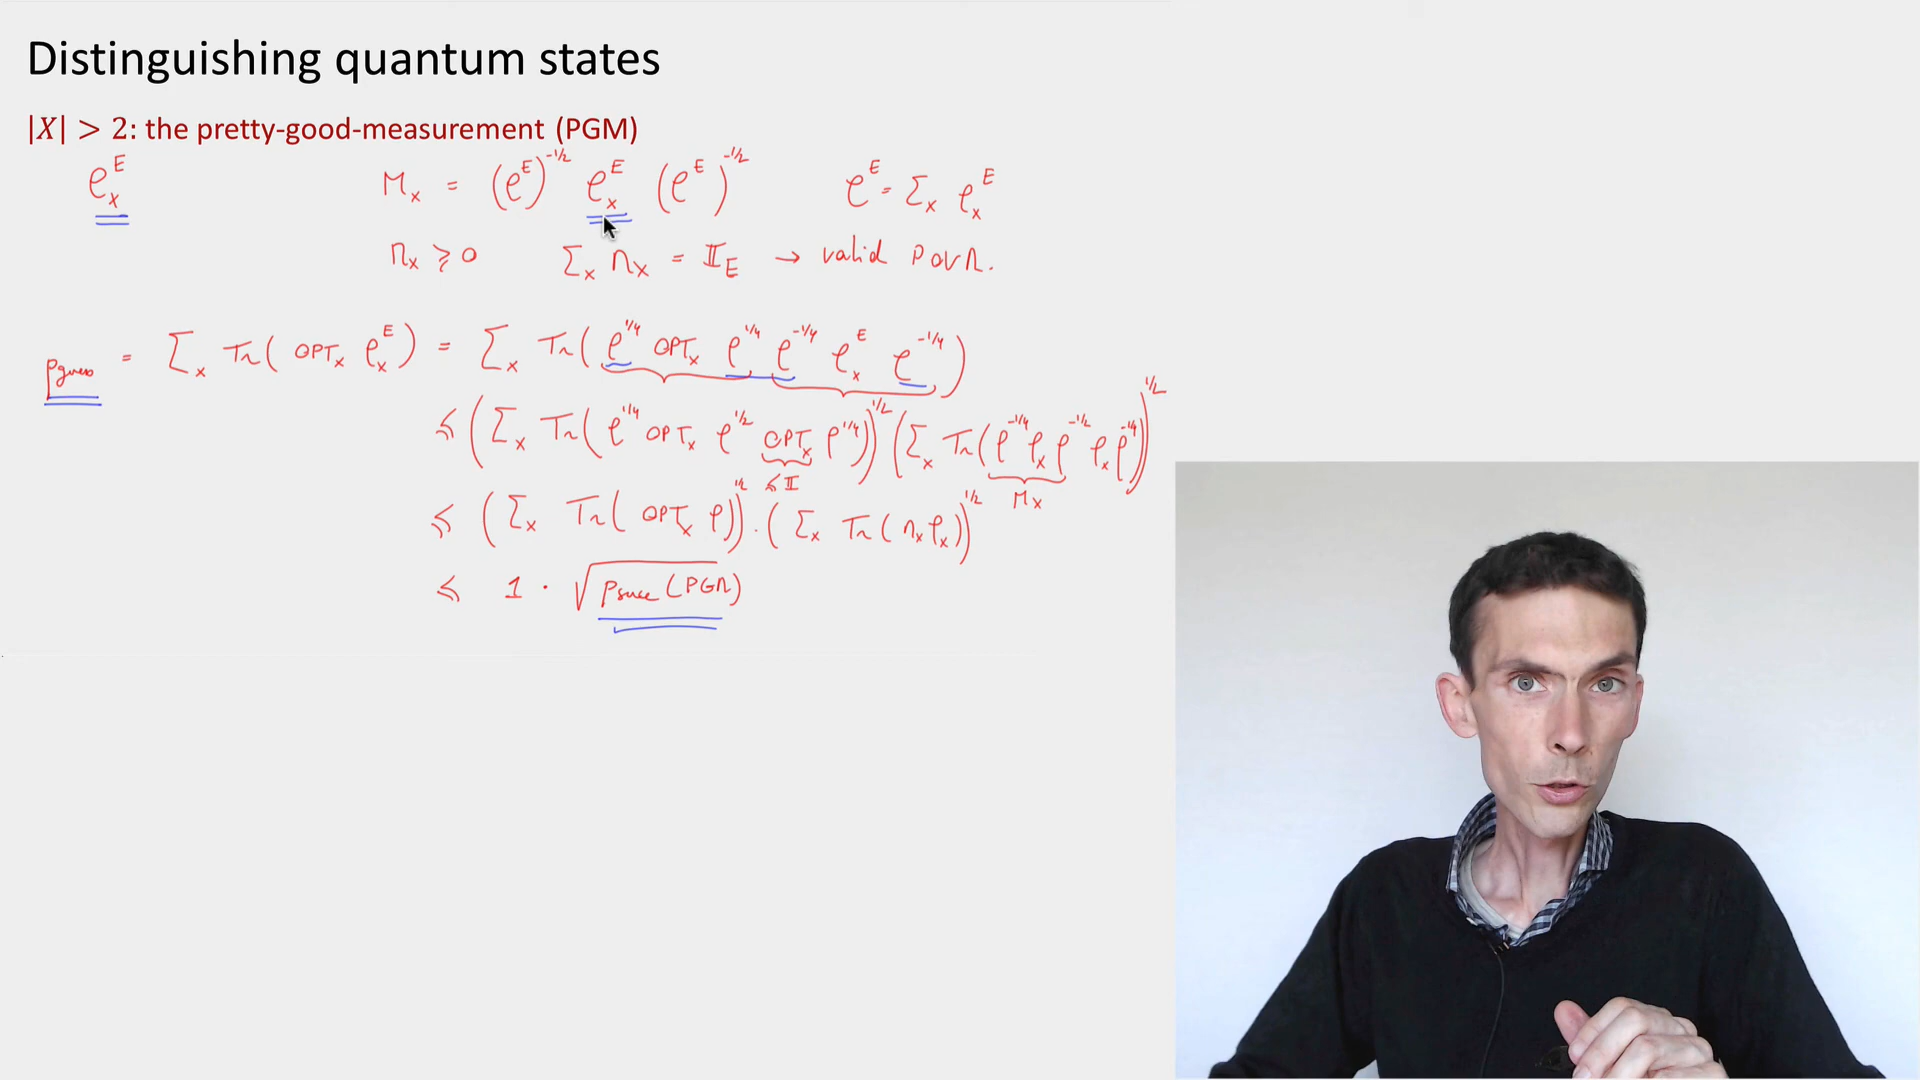 Distinguishing quantum states
|X| > 2: the pretty-good-measurement (PGM)
ρ_x^E M_x = (ρ^E)^{-1/2} ρ_x^E (ρ^E)^{-1/2} ρ^E = Σ_x ρ_x^E
M_x ⩾ 0 Σ_x M_x = 𝕀_E → valid POVM.
Pguess = Σ_x Tr( OPT_x ρ_x^E ) = Σ_x Tr( ρ^{1/4} OPT_x ρ^{1/4} ρ^{-1/4} ρ_x^E ρ^{-1/4} )
⩽ ( Σ_x Tr( ρ^{1/4} OPT_x ρ^{1/2} OPT_x ρ^{1/4} ) )^{1/2} ( Σ_x Tr( ρ^{-1/4} ρ_x ρ^{-1/2} ρ_x ρ^{-1/4} ) )^{1/2}
⩽ 𝕀 M_x
⩽ ( Σ_x Tr( OPT_x ρ ) )^{1/2} · ( Σ_x Tr( M_x ρ_x ) )^{1/2}
⩽ 1 · √ Psucc (PGM)